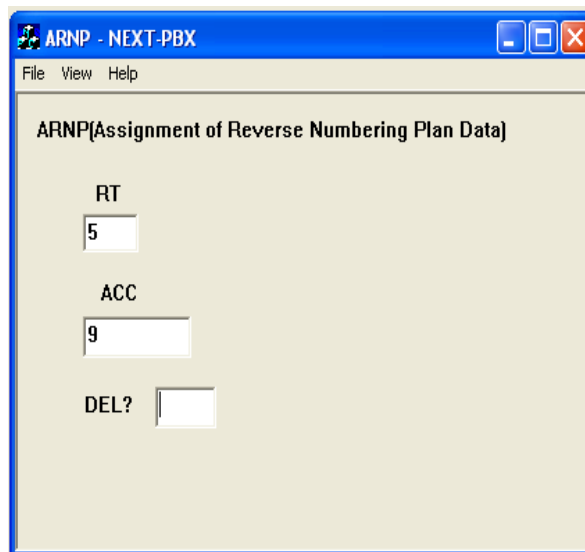 ARNP - NEXT-PBX
File View Help
ARNP(Assignment of Reverse Numbering Plan Data)
RT
5
ACC
9
DEL?